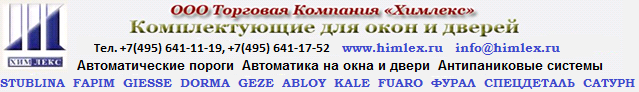 ООО Торговая Компания «Химлекс»
Комплектующие для окон и дверей
ХИМЛЕКС
Тел. +7(495) 641-11-19, +7(495) 641-17-52 www.himlex.ru info@himlex.ru
Автоматические пороги Автоматика на окна и двери Антипаниковые системы
STUBLINA FAPIM GIESSE DORMA GEZE ABLOY KALE FUARO ФУРАЛ СПЕЦДЕТАЛЬ САТУРН